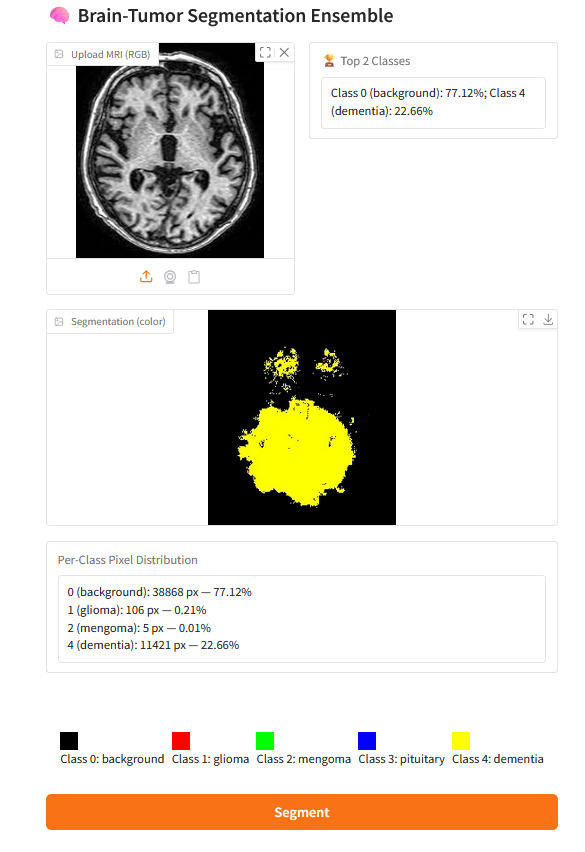 Brain-Tumor Segmentation Ensemble
Upload MRI (RGB)
Top 2 Classes
Class 0 (background): 77.12%; Class 4
(dementia): 22.66%
Segmentation (color)
Per-Class Pixel Distribution
0 (background): 38868 px — 77.12%
1 (glioma): 106 px — 0.21%
2 (mengoma): 5 px — 0.01%
4 (dementia): 11421 px — 22.66%
Class 0: background Class 1: glioma Class 2: mengoma Class 3: pituitary Class 4: dementia
Segment